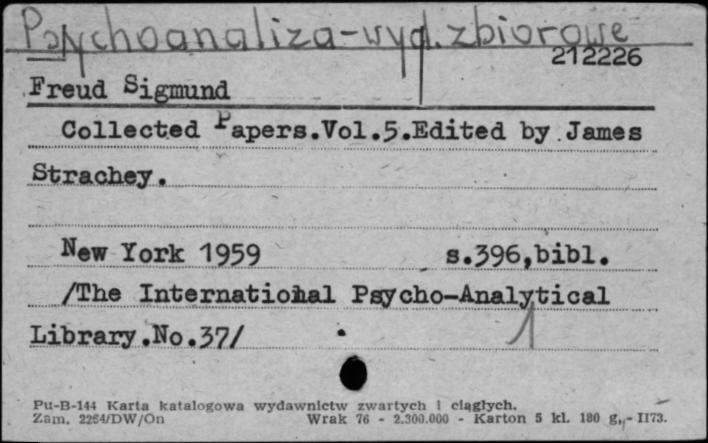 Psychoanaliza-wyd. zbiorowe
212226
Freud Sigmund
Collected Papers.Vol.5.Edited by James
Strachey.
New York 1959 s.396,bibl.
/The International Psycho-Analytical
Library.No.37/
1
Pu-B-144 Karta katalogowa wydawnictw zwartych i ciągłych.
Zam. 2264/DW/On Wrak 76 - 2.300.000 - Karton 5 kl. 180 g, - II73.